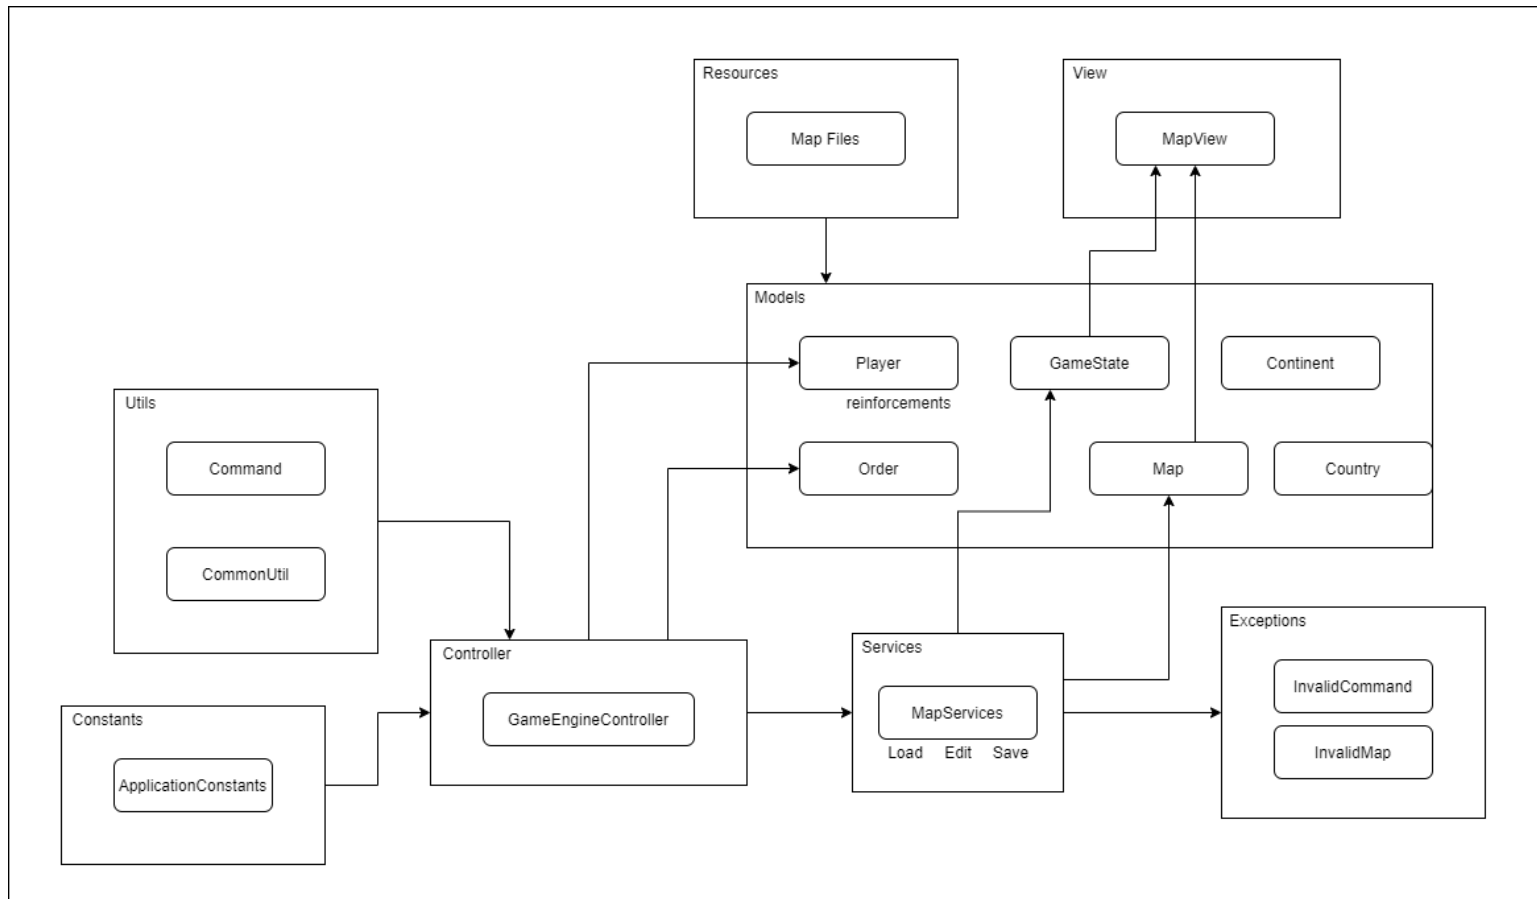 Resources
Map Files
View
MapView
Models
Player
reinforcements
GameState
Continent
Order
Map
Country
Utils
Command
CommonUtil
Controller
GameEngineController
Constants
ApplicationConstants
Services
MapServices
Load Edit Save
Exceptions
InvalidCommand
InvalidMap